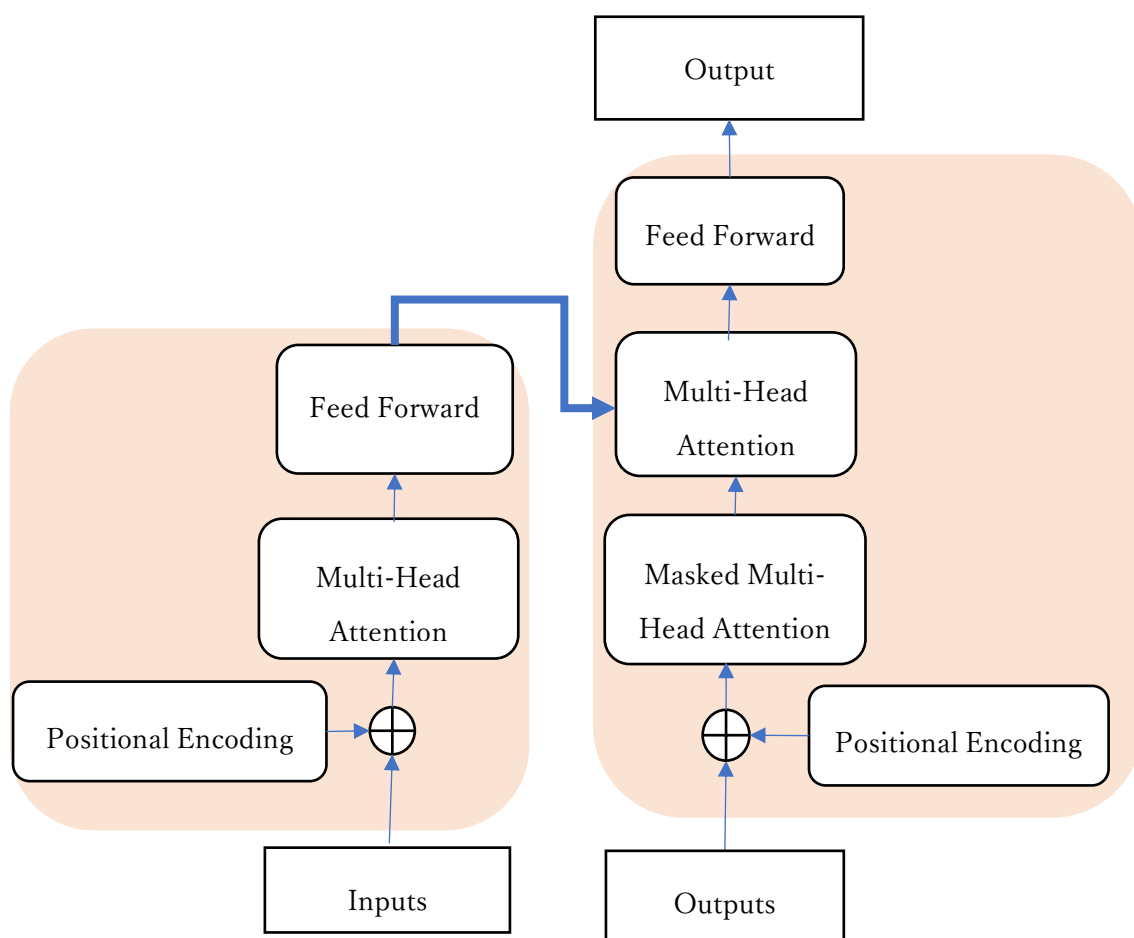 Output
Feed Forward
Feed Forward
Multi-Head
Attention
Multi-Head
Attention
Masked Multi-
Head Attention
Positional Encoding
Positional Encoding
Inputs
Outputs